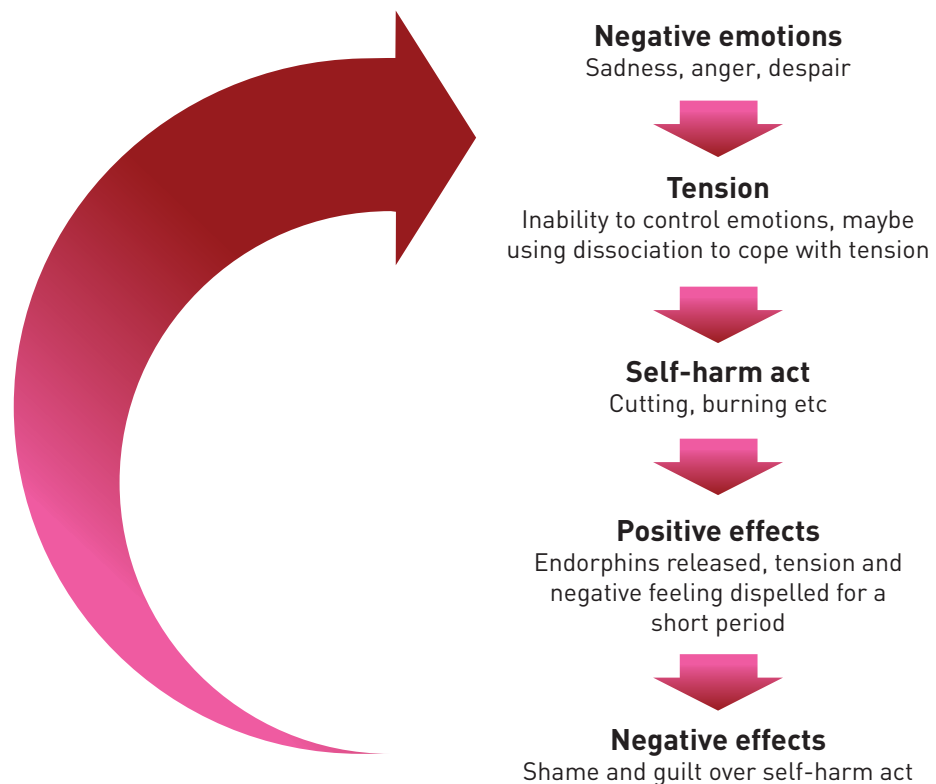 Negative emotions
Sadness, anger, despair
Tension
Inability to control emotions, maybe
using dissociation to cope with tension
Self-harm act
Cutting, burning etc
Positive effects
Endorphins released, tension and
negative feeling dispelled for a
short period
Negative effects
Shame and guilt over self-harm act